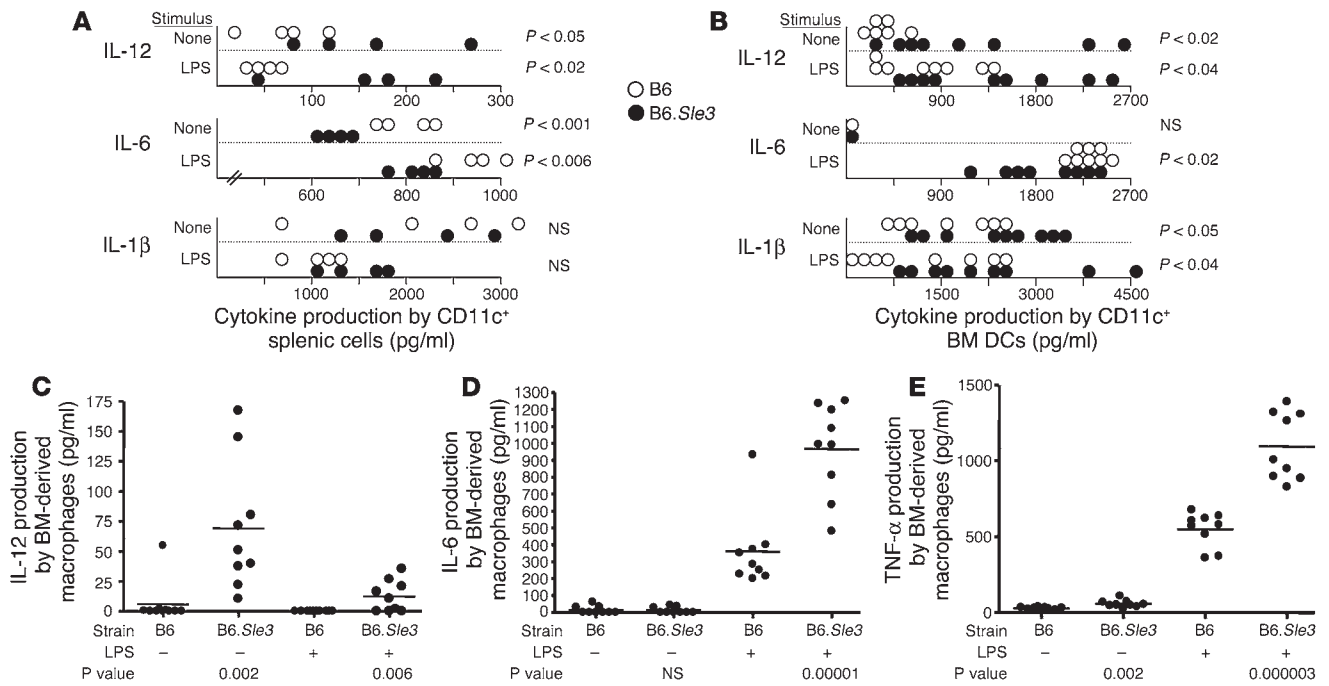 A
Stimulus
IL-12
None
P < 0.05
LPS
P < 0.02
100 200 300
IL-6
None
P < 0.001
LPS
P < 0.006
600 800 1000
IL-1β
None
NS
LPS
NS
1000 2000 3000
Cytokine production by CD11c+
splenic cells (pg/ml)
B6
B6.Sle3
B
Stimulus
IL-12
None
P < 0.02
LPS
P < 0.04
900 1800 2700
IL-6
None
NS
LPS
P < 0.02
900 1800 2700
IL-1β
None
P < 0.05
LPS
P < 0.04
1500 3000 4500
Cytokine production by CD11c+
BM DCs (pg/ml)
C
IL-12 production
by BM-derived
macrophages (pg/ml)
175
150
125
100
75
50
25
0
Strain B6 B6.Sle3 B6 B6.Sle3
LPS – – + +
P value 0.002 0.006
D
IL-6 production
by BM-derived
macrophages (pg/ml)
1300
1200
1100
1000
900
800
700
600
500
400
300
200
100
0
B6 B6.Sle3 B6 B6.Sle3
– – + +
NS 0.00001
E
TNF-α production
by BM-derived
macrophages (pg/ml)
1500
1000
500
0
B6 B6.Sle3 B6 B6.Sle3
– – + +
0.002 0.000003